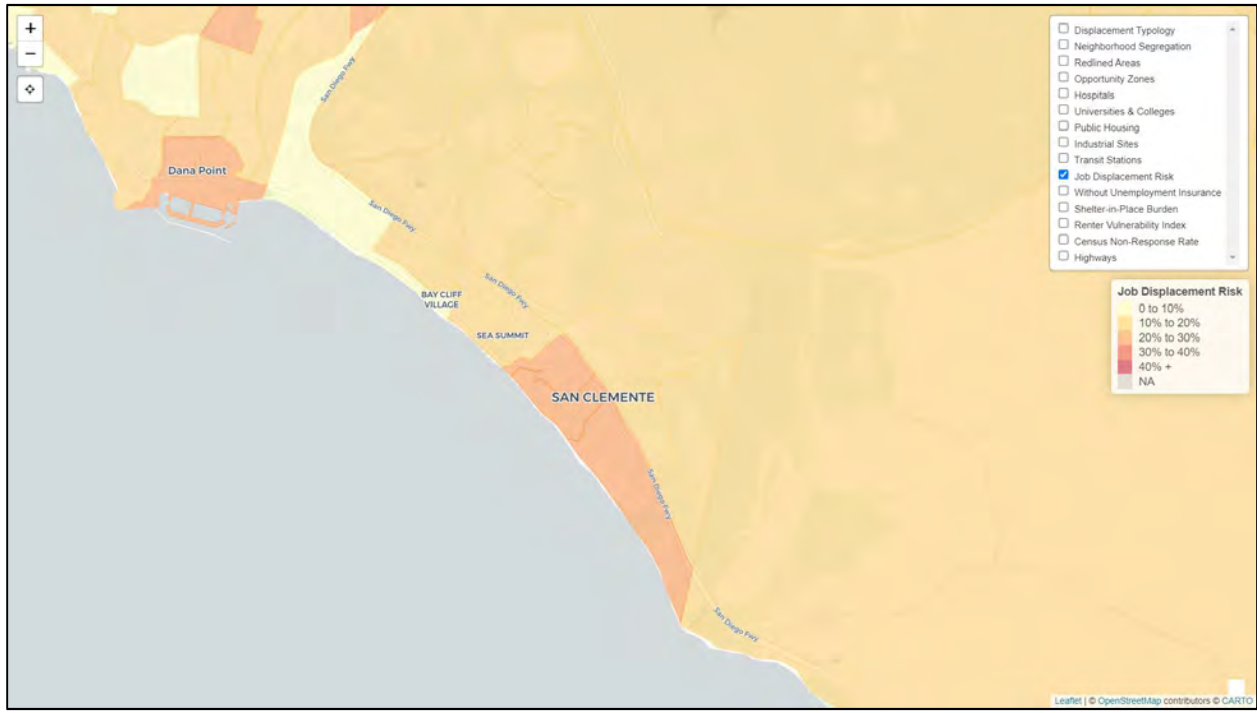 +
−
Displacement Typology
Neighborhood Segregation
Redlined Areas
Opportunity Zones
Hospitals
Universities & Colleges
Public Housing
Industrial Sites
Transit Stations
Job Displacement Risk
Without Unemployment Insurance
Shelter-in-Place Burden
Renter Vulnerability Index
Census Non-Response Rate
Highways
Job Displacement Risk
0 to 10%
10% to 20%
20% to 30%
30% to 40%
40% +
NA
San Diego Fwy
Dana Point
San Diego Fwy
San Diego Fwy
BAY CLIFF
VILLAGE
SEA SUMMIT
SAN CLEMENTE
San Diego Fwy
San Diego Fwy
Leaflet | © OpenStreetMap contributors © CARTO